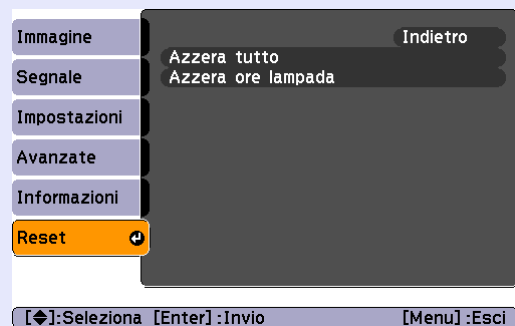 Immagine
Segnale
Impostazioni
Avanzate
Informazioni
Reset
Indietro
Azzera tutto
Azzera ore lampada
[◆]:Seleziona [Enter]:Invio [Menu]:Esci